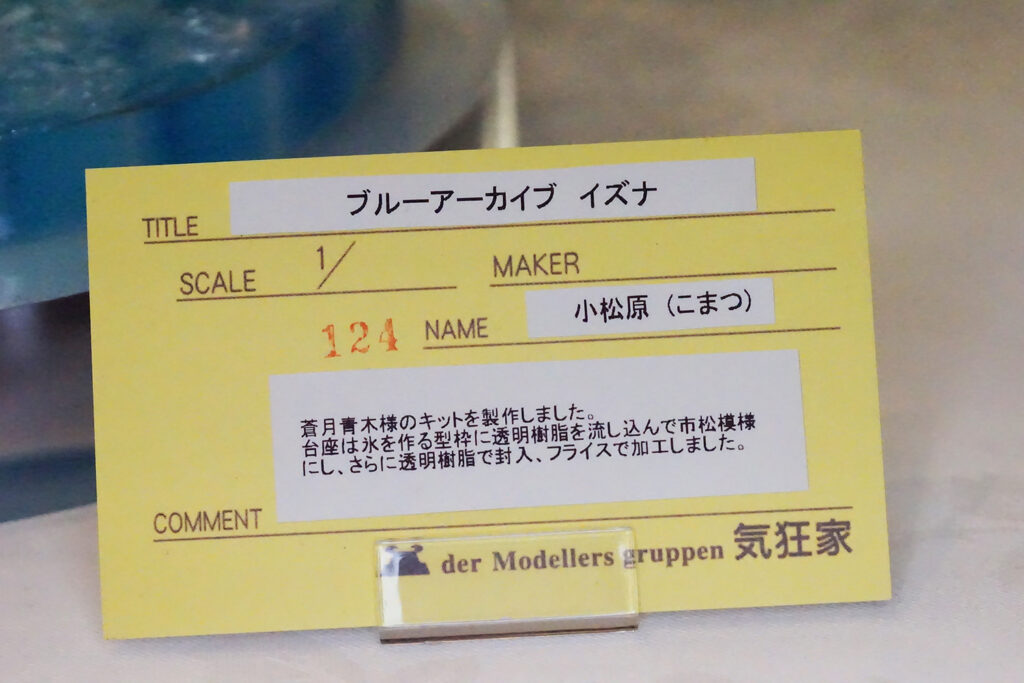 TITLE ブルーアーカイブ イズナ
SCALE 1/ MAKER
124 NAME 小松原（こまつ）
蒼月青木様のキットを製作しました。
台座は氷を作る型枠に透明樹脂を流し込んで市松模様
にし、さらに透明樹脂で封入、フライスで加工しました。
COMMENT
der Modellers gruppen 気狂家